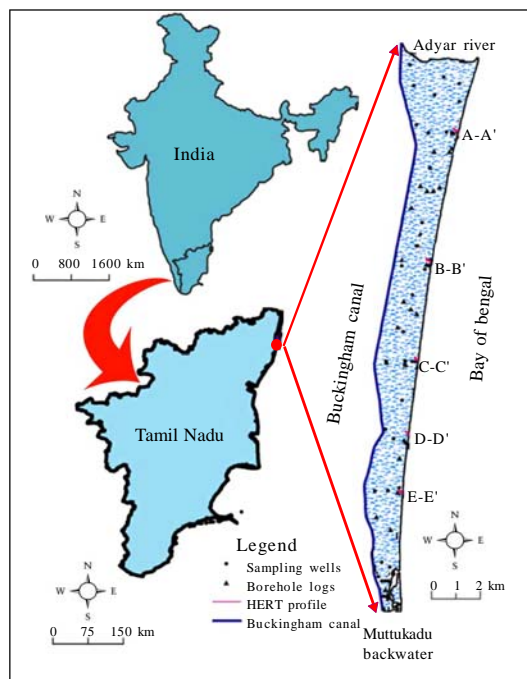 Adyar river
India
N
W E
S
0 800 1600 km
A-A'
B-B'
Buckingham canal
Bay of bengal
C-C'
Tamil Nadu
D-D'
E-E'
Legend
Sampling wells
Borehole logs
HERT profile
Buckingham canal
N
W E
S
0 75 150 km
N
W E
S
0 1 2 km
Muttukadu
backwater